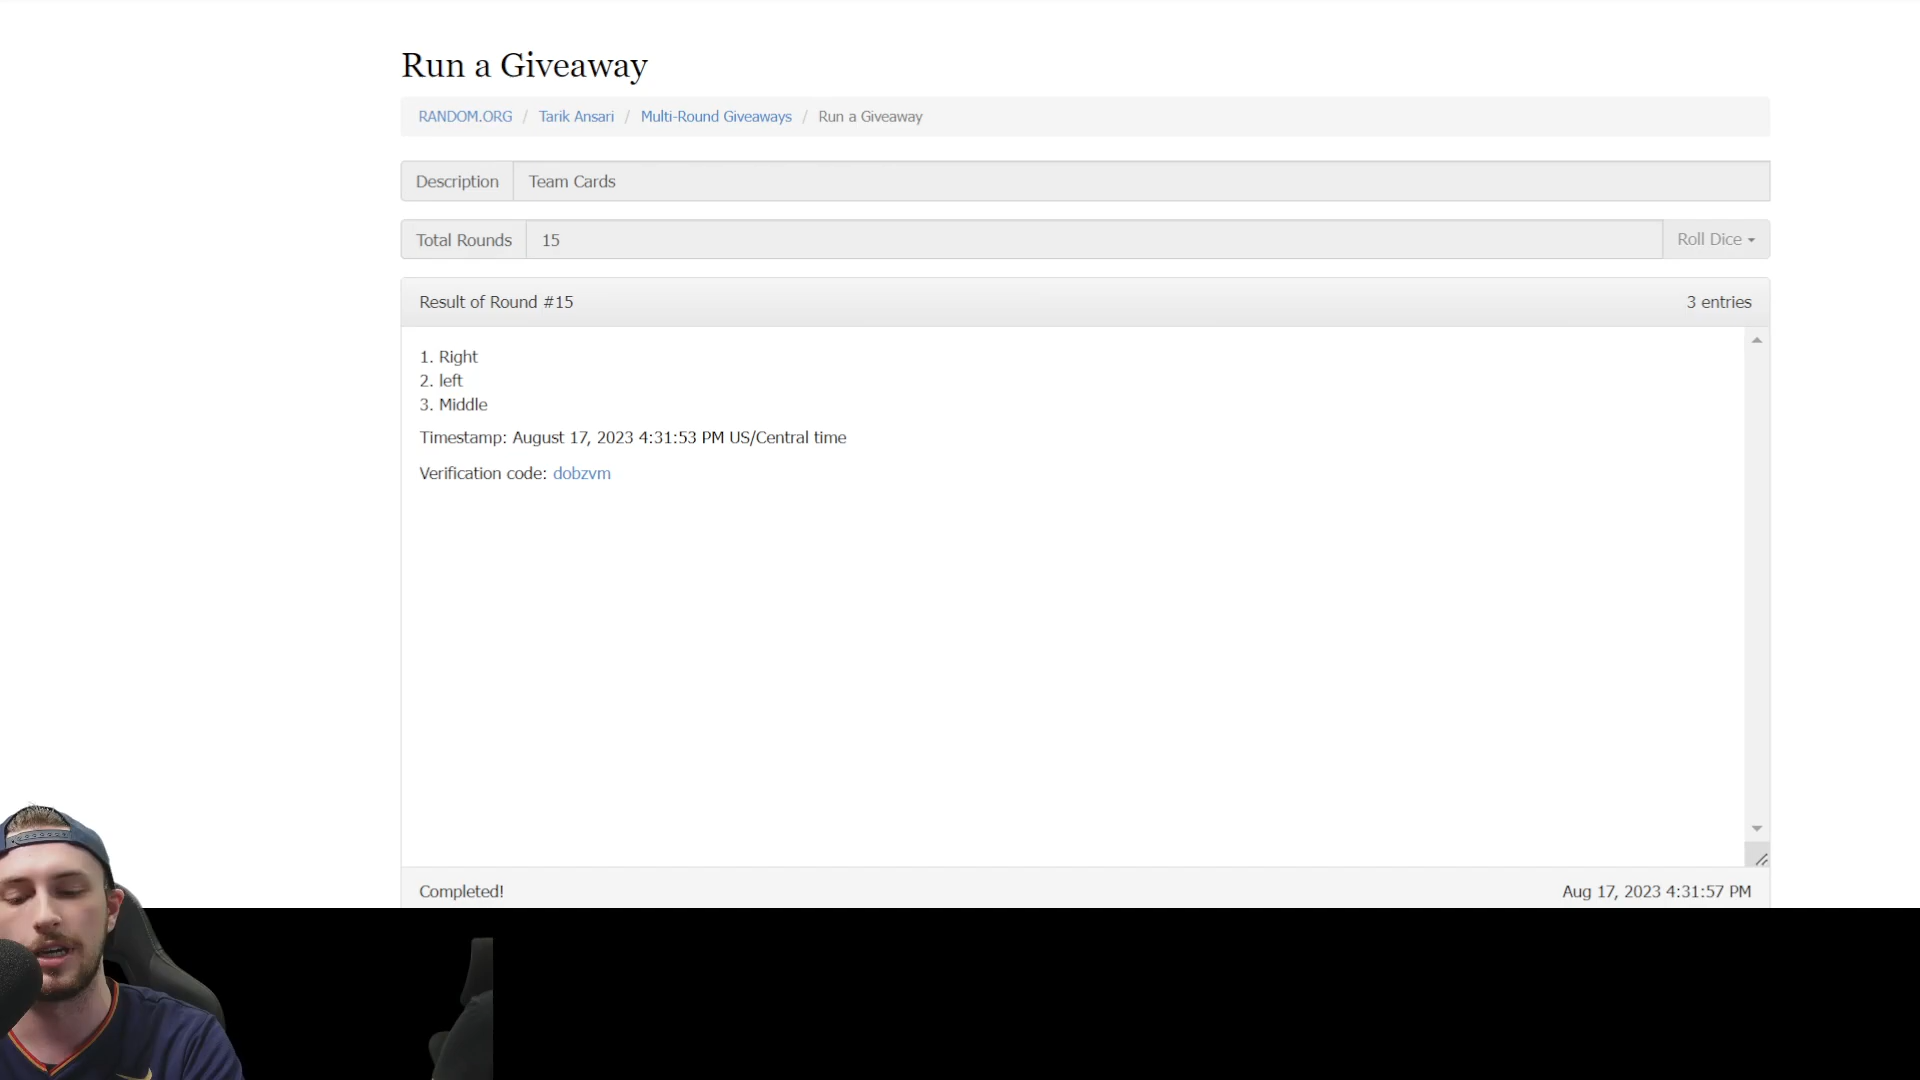 Run a Giveaway
RANDOM.ORG / Tarik Ansari / Multi-Round Giveaways / Run a Giveaway
Description Team Cards
Total Rounds 15 Roll Dice
Result of Round #15 3 entries
1. Right
2. left
3. Middle
Timestamp: August 17, 2023 4:31:53 PM US/Central time
Verification code: dobzvm
Completed! Aug 17, 2023 4:31:57 PM